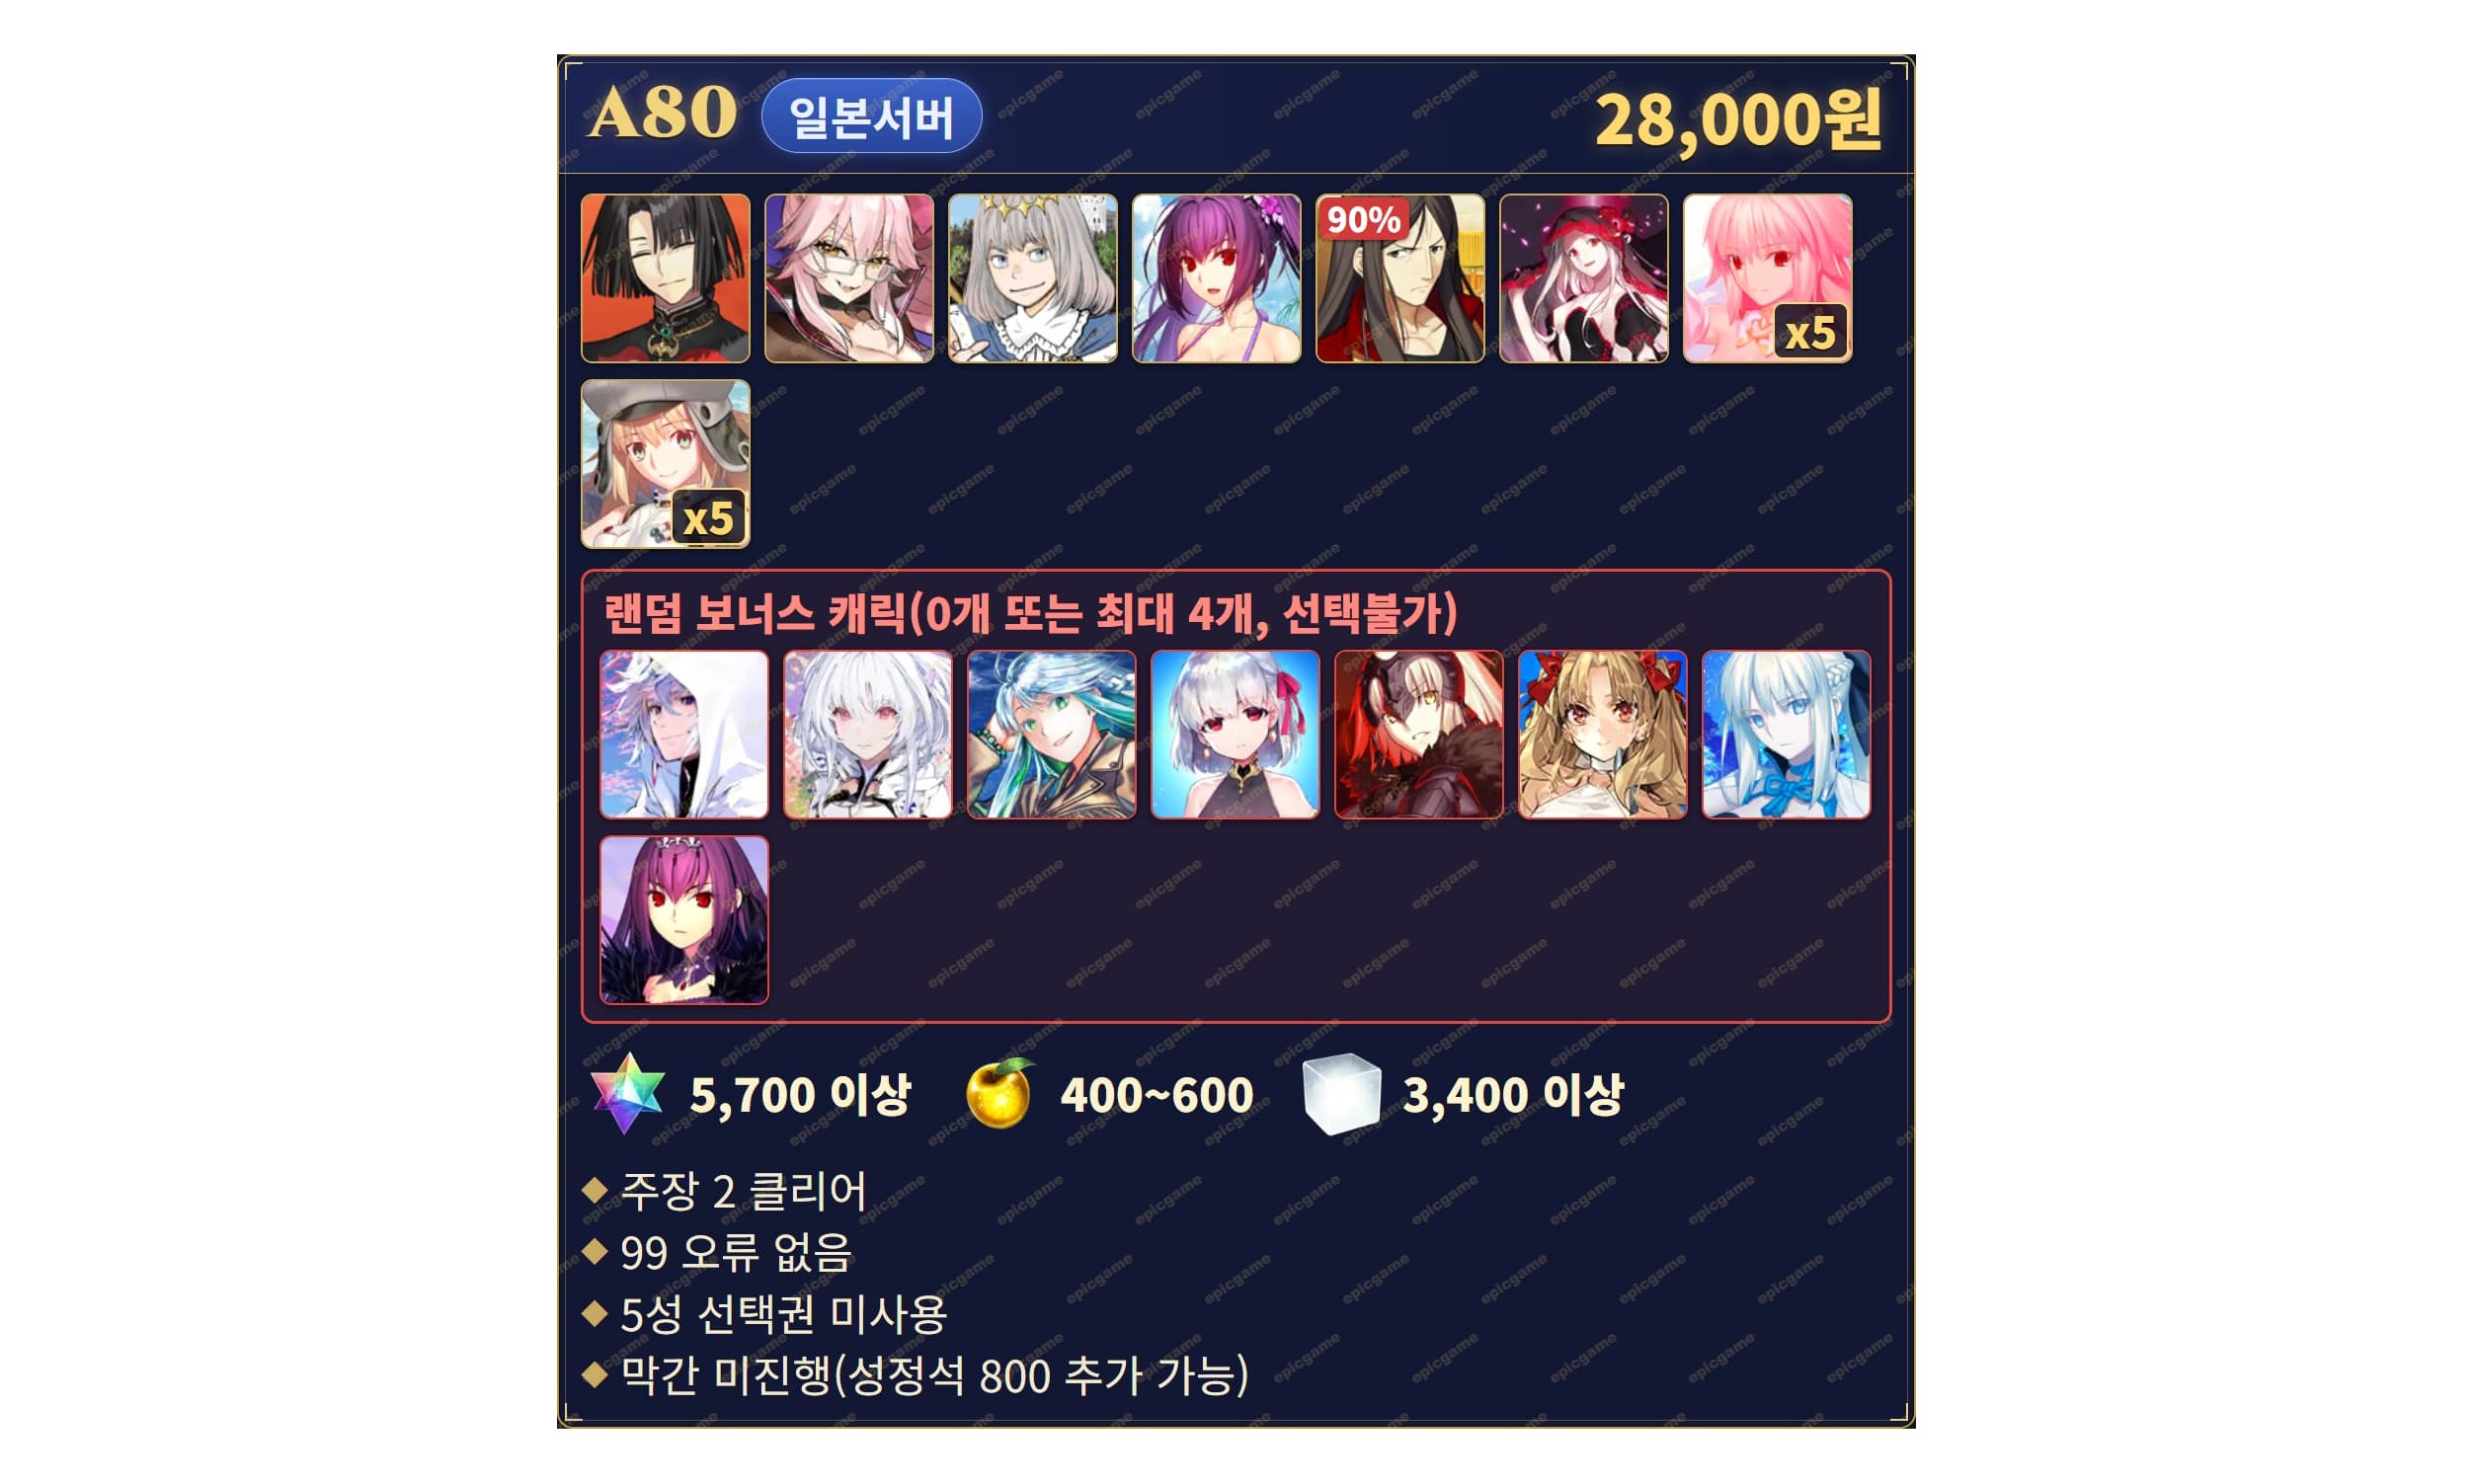 A80 일본서버 28,000원
90%
x5
x5
랜덤 보너스 캐릭(0개 또는 최대 4개, 선택불가)
5,700 이상 400~600 3,400 이상
◆ 주장 2 클리어
◆ 99 오류 없음
◆ 5성 선택권 미사용
◆ 막간 미진행(성정석 800 추가 가능)
epicgame